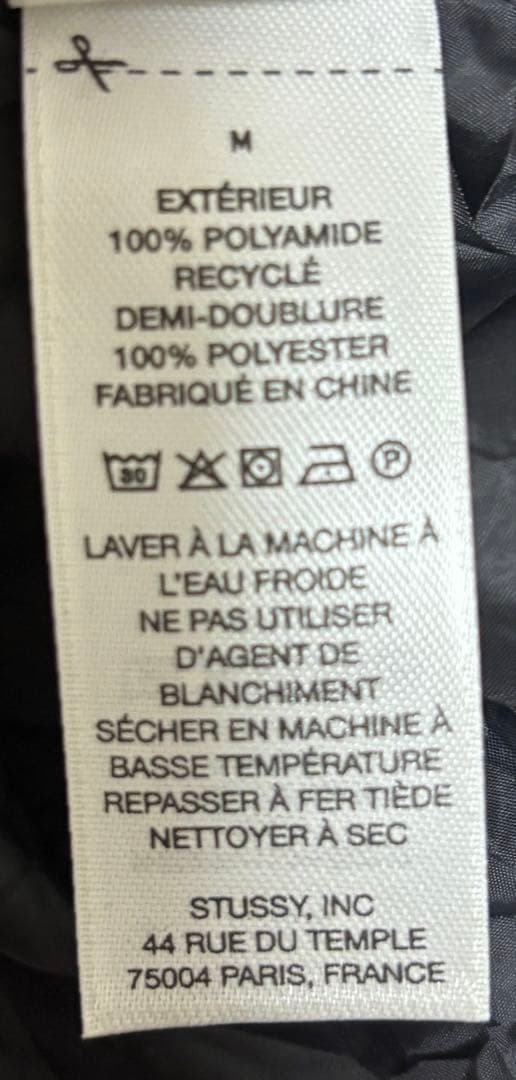 M
EXTÉRIEUR
100% POLYAMIDE
RECYCLÉ
DEMI-DOUBLURE
100% POLYESTER
FABRIQUÉ EN CHINE
30 P
LAVER À LA MACHINE À
L'EAU FROIDE
NE PAS UTILISER
D'AGENT DE
BLANCHIMENT
SÉCHER EN MACHINE À
BASSE TEMPÉRATURE
REPASSER À FER TIÈDE
NETTOYER À SEC
STUSSY, INC
44 RUE DU TEMPLE
75004 PARIS, FRANCE